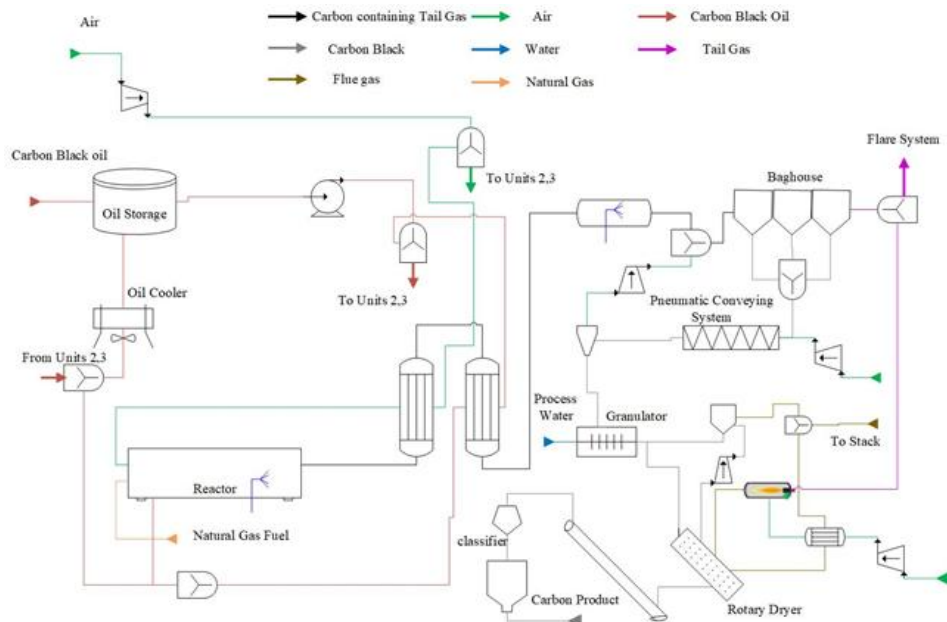 Carbon containing Tail Gas
Air
Carbon Black Oil
Carbon Black
Water
Tail Gas
Flue gas
Natural Gas
Air
Carbon Black oil
Oil Storage
To Units 2,3
Flare System
Baghouse
Oil Cooler
To Units 2,3
Pneumatic Conveying
System
From Units 2,3
Process
Water
Granulator
To Stack
Reactor
Natural Gas Fuel
classifier
Carbon Product
Rotary Dryer